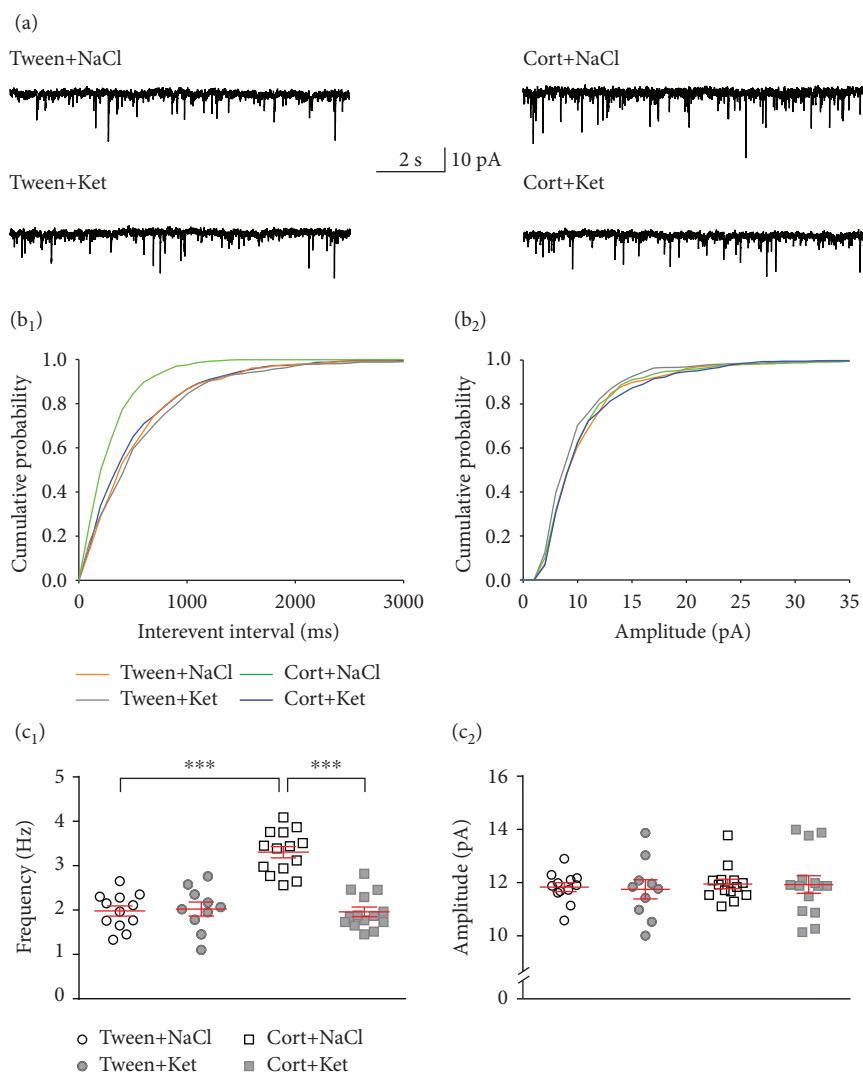 (a)
Tween+NaCl
Cort+NaCl
2 s
10 pA
Tween+Ket
Cort+Ket
(b1)
1.0
0.8
0.6
0.4
0.2
0.0
Cumulative probability
0
1000
2000
3000
Interevent interval (ms)
(b2)
1.0
0.8
0.6
0.4
0.2
0.0
Cumulative probability
0
5
10
15
20
25
30
35
Amplitude (pA)
Tween+NaCl
Cort+NaCl
Tween+Ket
Cort+Ket
(c1)
***
***
5
4
3
2
1
0
Frequency (Hz)
(c2)
16
14
12
10
0
Amplitude (pA)
Tween+NaCl
Cort+NaCl
Tween+Ket
Cort+Ket